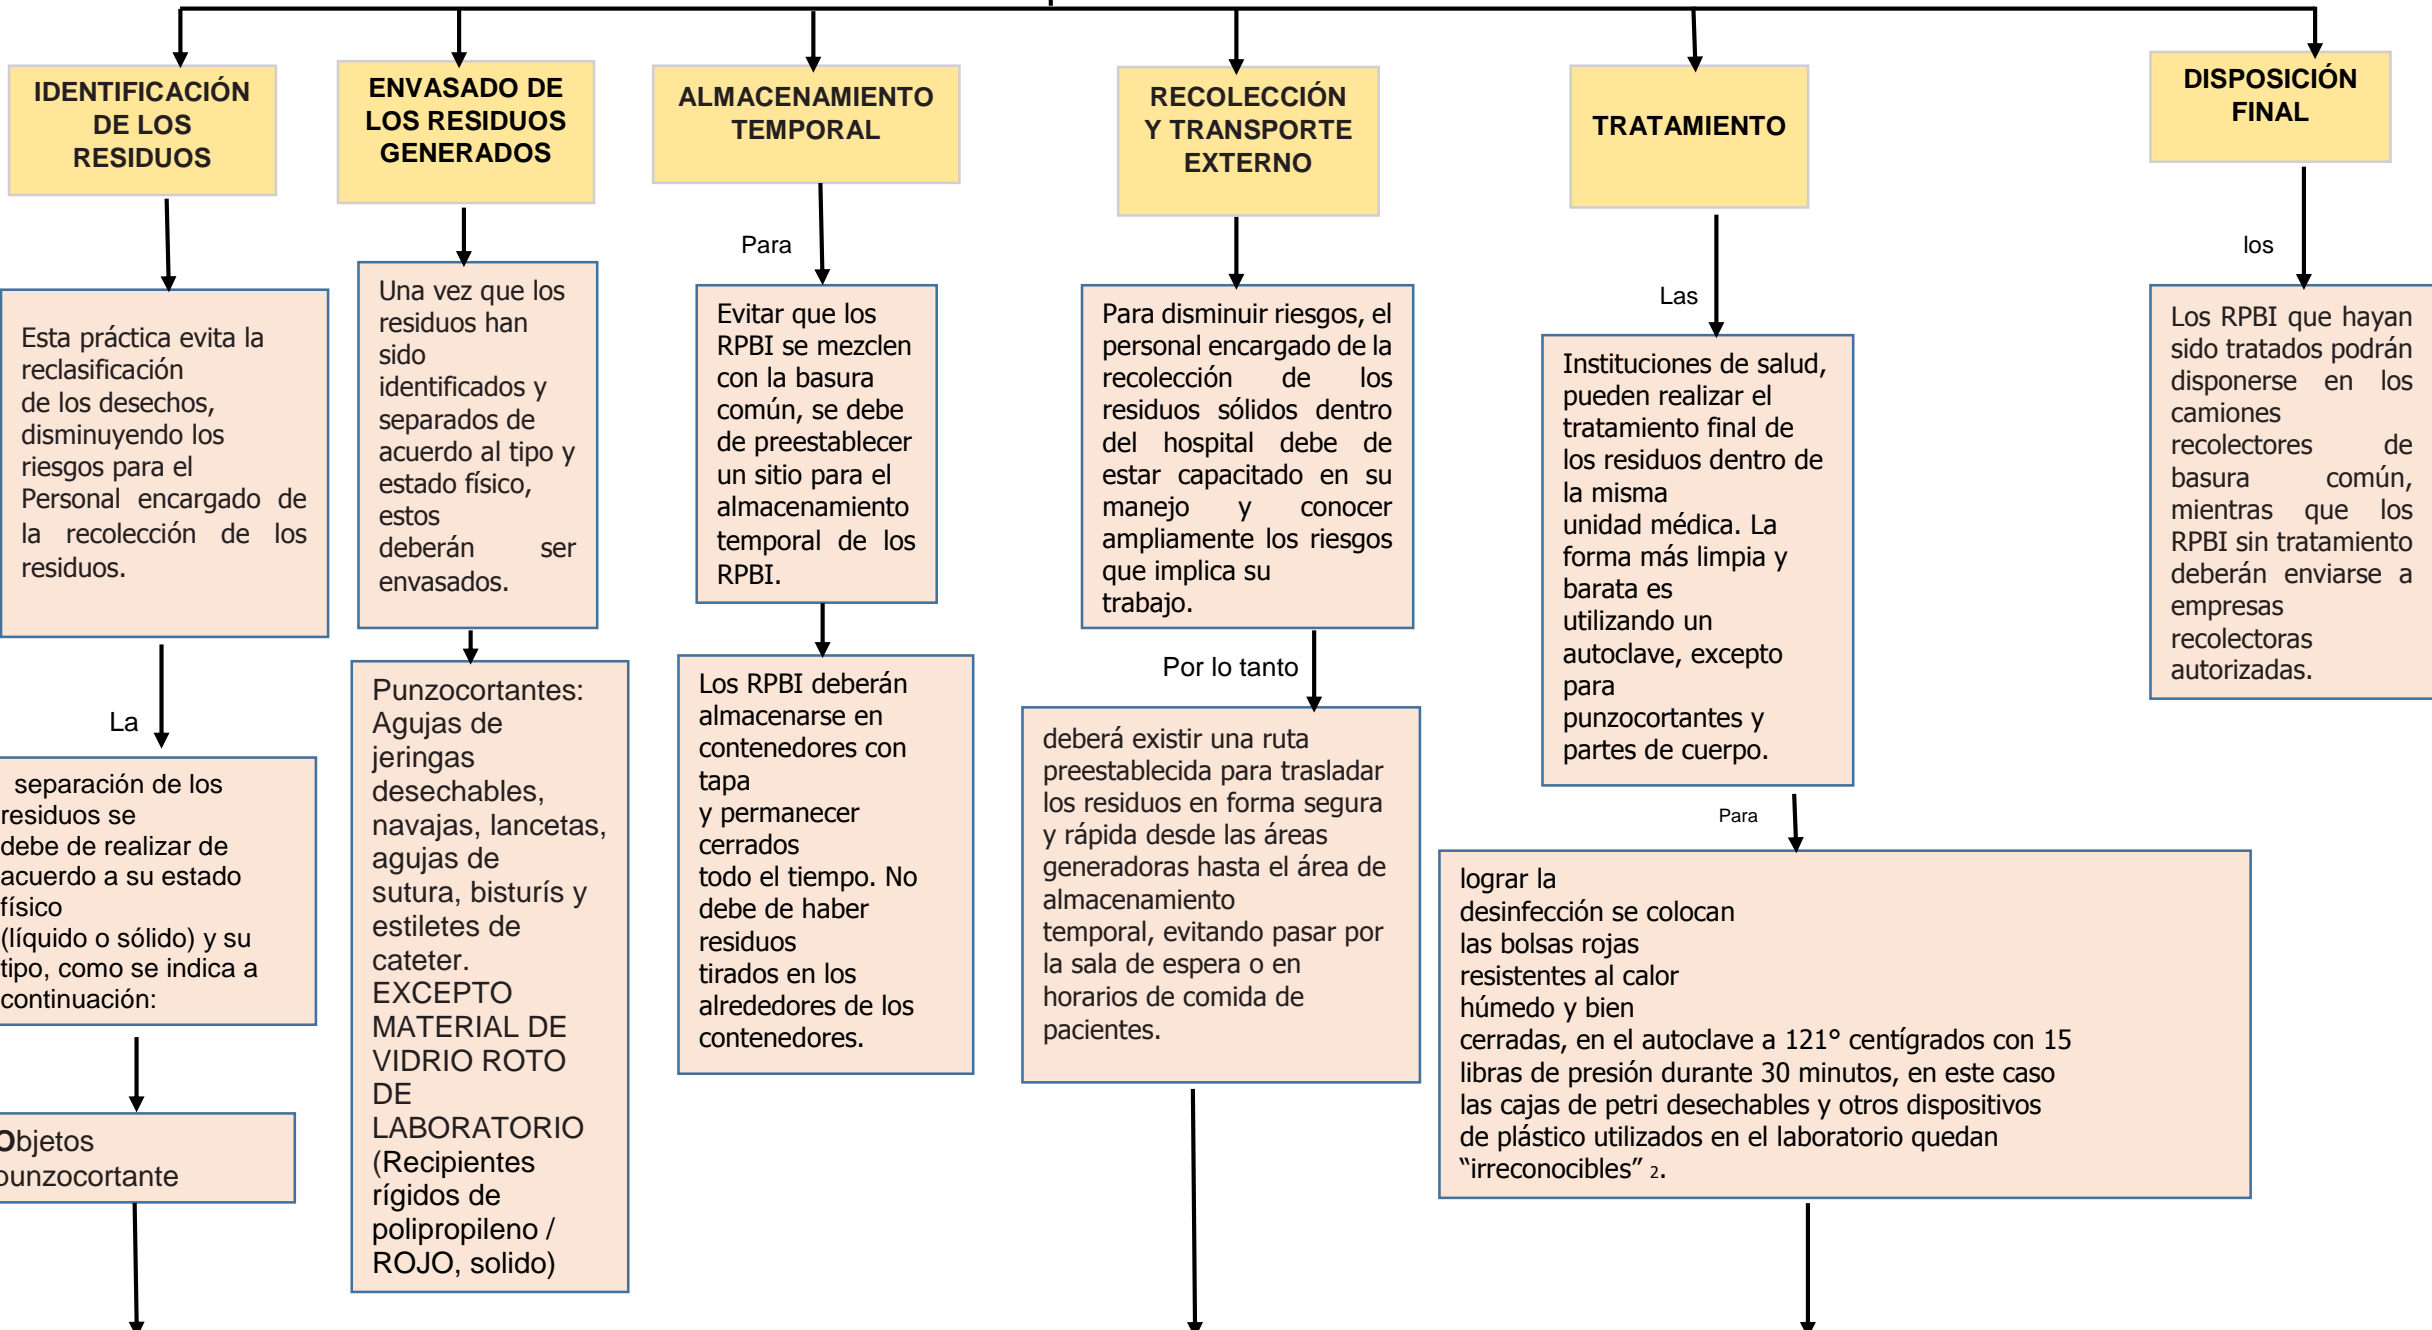 IDENTIFICACIÓN
DE LOS
RESIDUOS
Esta práctica evita la
reclasificación
de los desechos,
disminuyendo los
riesgos para el
Personal encargado de
la recolección de los
residuos.
La
separación de los
residuos se
debe de realizar de
acuerdo a su estado
físico
(líquido o sólido) y su
tipo, como se indica a
continuación:
Objetos
punzocortante
ENVASADO DE
LOS RESIDUOS
GENERADOS
Una vez que los
residuos han
sido
identificados y
separados de
acuerdo al tipo y
estado físico,
estos
deberán ser
envasados.
Punzocortantes:
Agujas de
jeringas
desechables,
navajas, lancetas,
agujas de
sutura, bisturís y
estiletes de
cateter.
EXCEPTO
MATERIAL DE
VIDRIO ROTO
DE
LABORATORIO
(Recipientes
rígidos de
polipropileno /
ROJO, solido)
ALMACENAMIENTO
TEMPORAL
Para
Evitar que los
RPBI se mezclen
con la basura
común, se debe
de preestablecer
un sitio para el
almacenamiento
temporal de los
RPBI.
Los RPBI deberán
almacenarse en
contenedores con
tapa
y permanecer
cerrados
todo el tiempo. No
debe de haber
residuos
tirados en los
alrededores de los
contenedores.
RECOLECCIÓN
Y TRANSPORTE
EXTERNO
Para disminuir riesgos, el
personal encargado de la
recolección de los
residuos sólidos dentro
del hospital debe de
estar capacitado en su
manejo y conocer
ampliamente los riesgos
que implica su
trabajo.
Por lo tanto
deberá existir una ruta
preestablecida para trasladar
los residuos en forma segura
y rápida desde las áreas
generadoras hasta el área de
almacenamiento
temporal, evitando pasar por
la sala de espera o en
horarios de comida de
pacientes.
TRATAMIENTO
Las
Instituciones de salud,
pueden realizar el
tratamiento final de
los residuos dentro de
la misma
unidad médica. La
forma más limpia y
barata es
utilizando un
autoclave, excepto
para
punzocortantes y
partes de cuerpo.
Para
lograr la
desinfección se colocan
las bolsas rojas
resistentes al calor
húmedo y bien
cerradas, en el autoclave a 121° centígrados con 15
libras de presión durante 30 minutos, en este caso
las cajas de petri desechables y otros dispositivos
de plástico utilizados en el laboratorio quedan
“irreconocibles” 2.
DISPOSICIÓN
FINAL
los
Los RPBI que hayan
sido tratados podrán
disponerse en los
camiones
recolectores de
basura común,
mientras que los
RPBI sin tratamiento
deberán enviarse a
empresas
recolectoras
autorizadas.